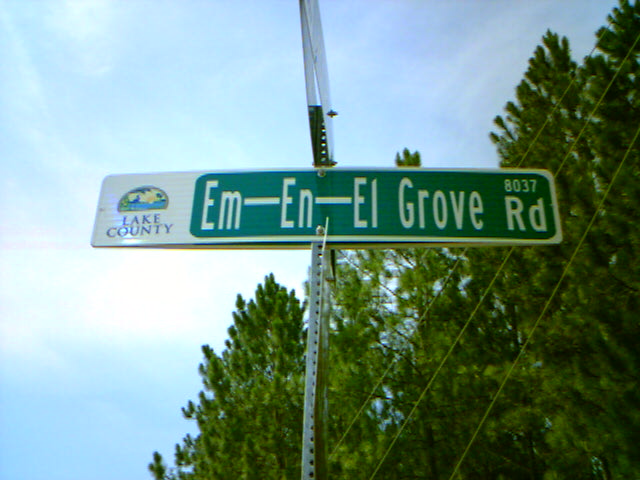 LAKE
COUNTY
Em-En-El Grove Rd
8037